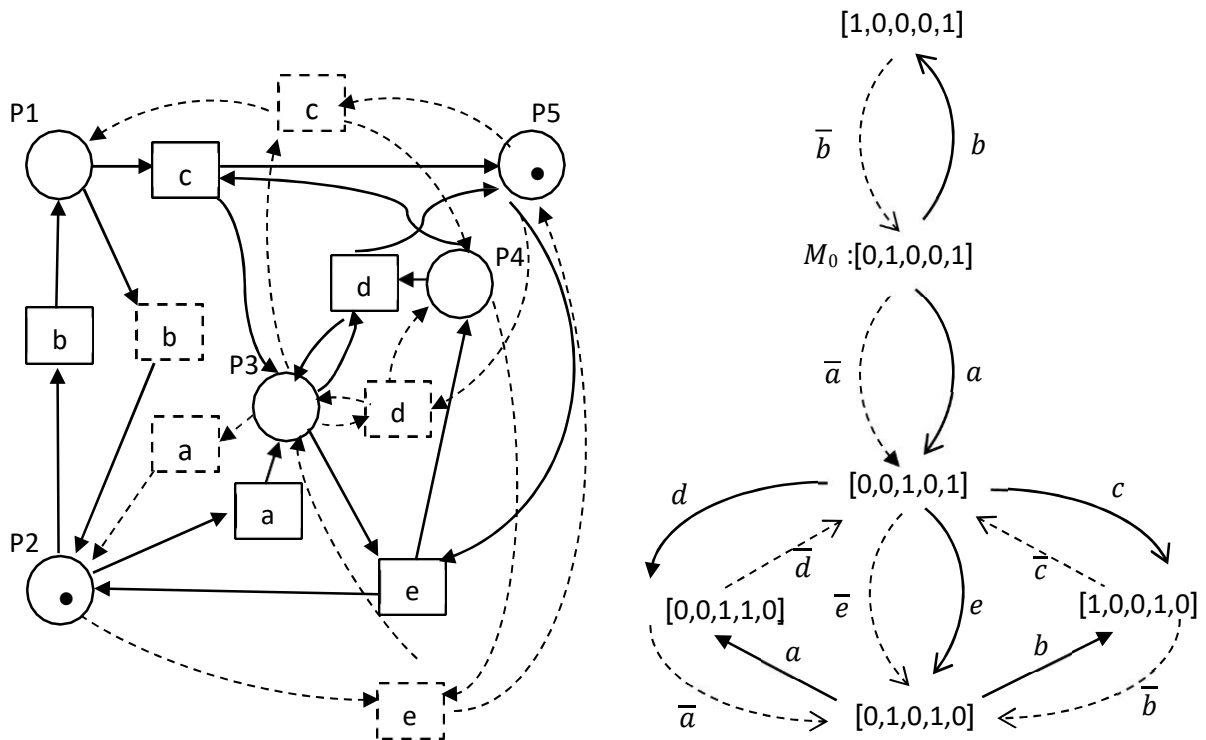 [1,0,0,0,1]
P1
c
P5
b̅
b
c
M₀ :[0,1,0,0,1]
P4
d
b
b
P3
a̅
a
d
a
[0,0,1,0,1]
d
c
a
d̅
c̅
P2
e
[0,0,1,1,0]
e̅
e
[1,0,0,1,0]
a
b
e
a̅
[0,1,0,1,0]
b̅